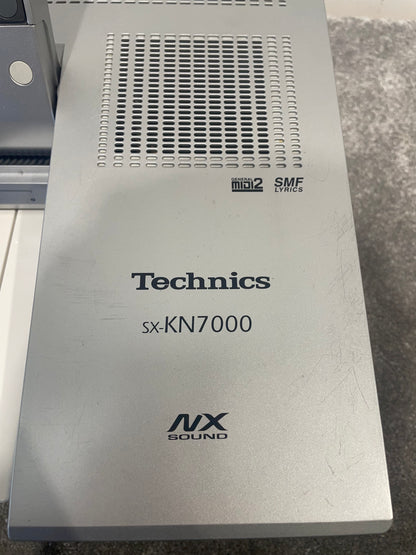 GENERAL
MIDI2
SMF
LYRICS
Technics
SX-KN7000
NX
SOUND